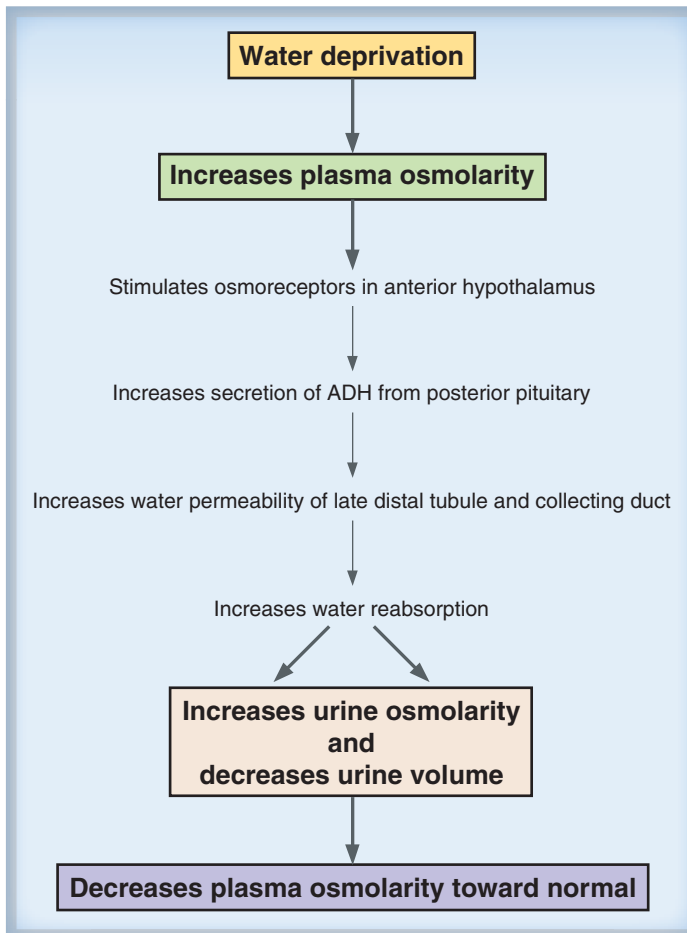 Water deprivation
Increases plasma osmolarity
Stimulates osmoreceptors in anterior hypothalamus
Increases secretion of ADH from posterior pituitary
Increases water permeability of late distal tubule and collecting duct
Increases water reabsorption
Increases urine osmolarity
and
decreases urine volume
Decreases plasma osmolarity toward normal